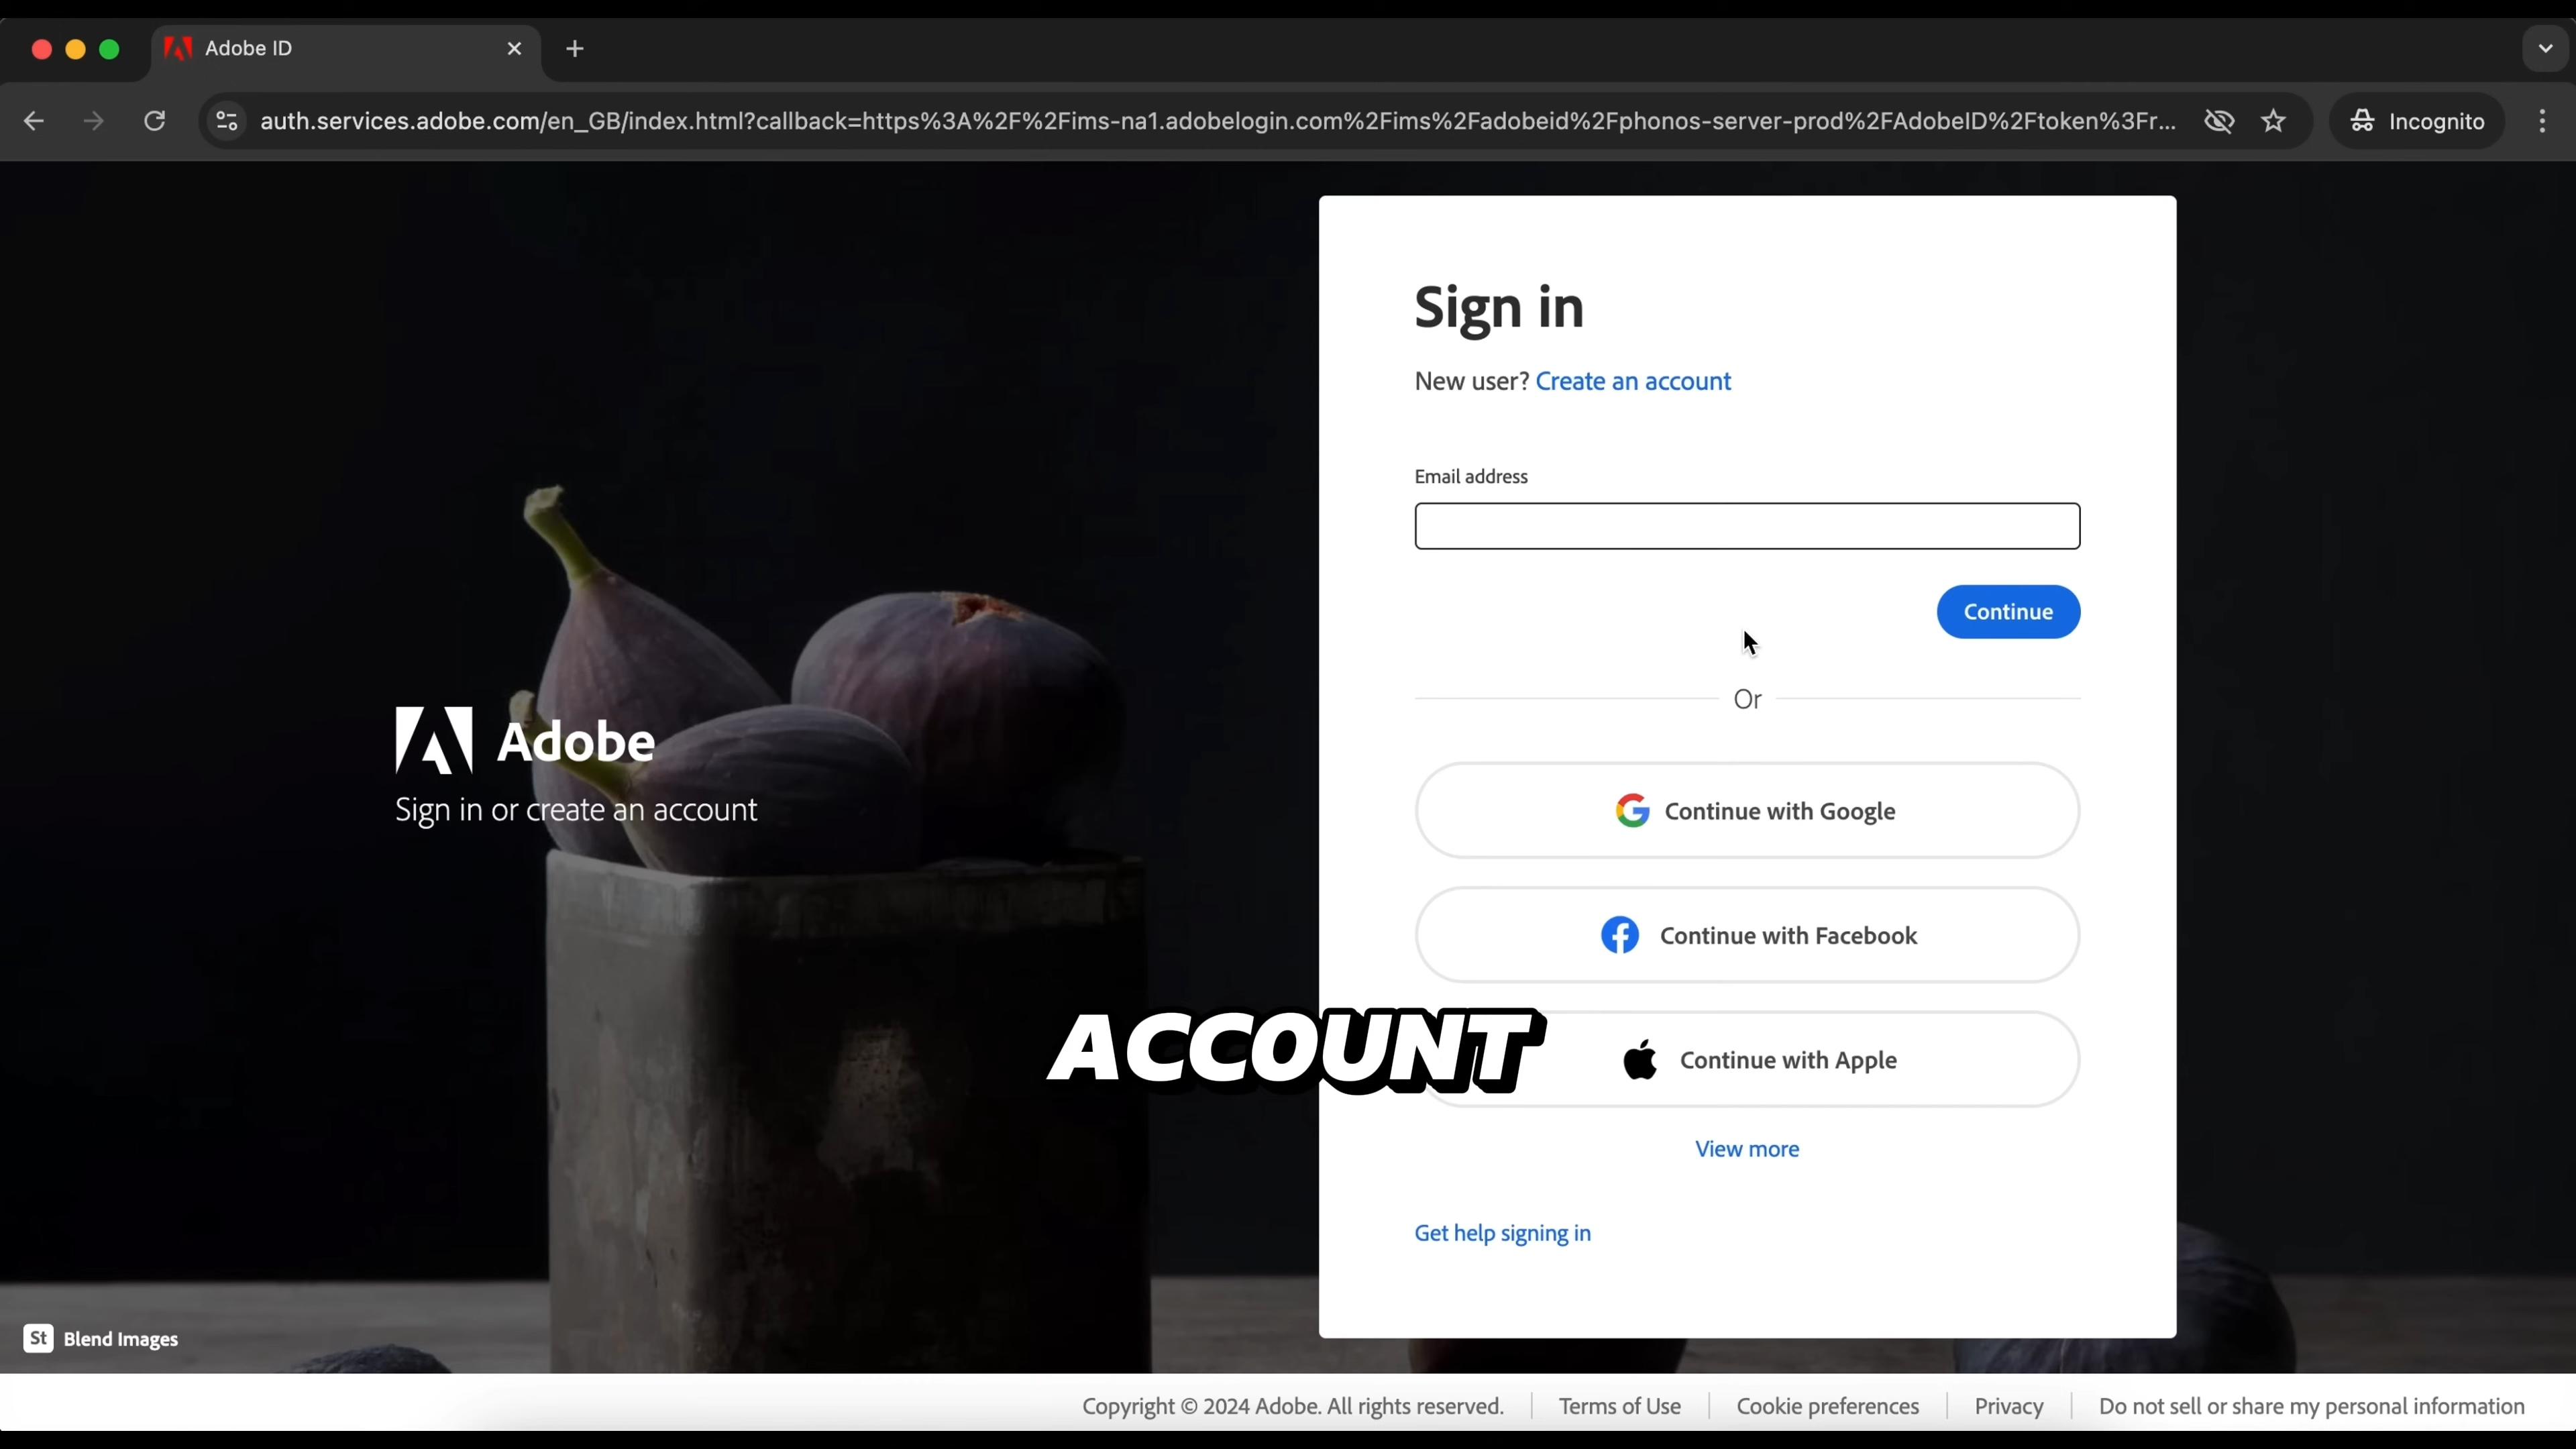 Adobe ID
auth.services.adobe.com/en_GB/index.html?callback=https%3A%2F%2Fims-na1.adobelogin.com%2Fims%2Fadobeid%2Fphonos-server-prod%2FAdobeID%2Ftoken%3Fr...
Incognito
Adobe
Sign in or create an account
St Blend Images
Sign in
New user? Create an account
Email address
Continue
Or
Continue with Google
Continue with Facebook
ACCOUNT
Continue with Apple
View more
Get help signing in
Copyright © 2024 Adobe. All rights reserved. Terms of Use Cookie preferences Privacy Do not sell or share my personal information